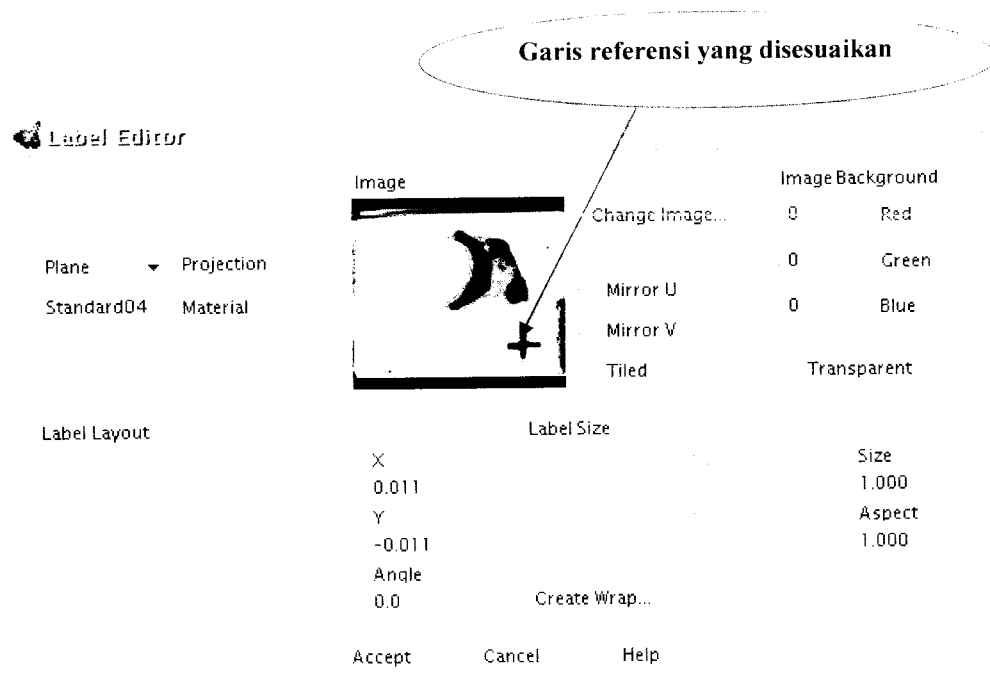 Garis referensi yang disesuaikan
Label Editor
Image
Image Background
Change Image...
0 Red
Plane Projection
0 Green
Standard04 Material
Mirror U
0 Blue
Mirror V
Tiled
Transparent
Label Layout
Label Size
X
Size
0.011
1.000
Y
Aspect
-0.011
1.000
Angle
0.0
Create Wrap...
Accept Cancel Help